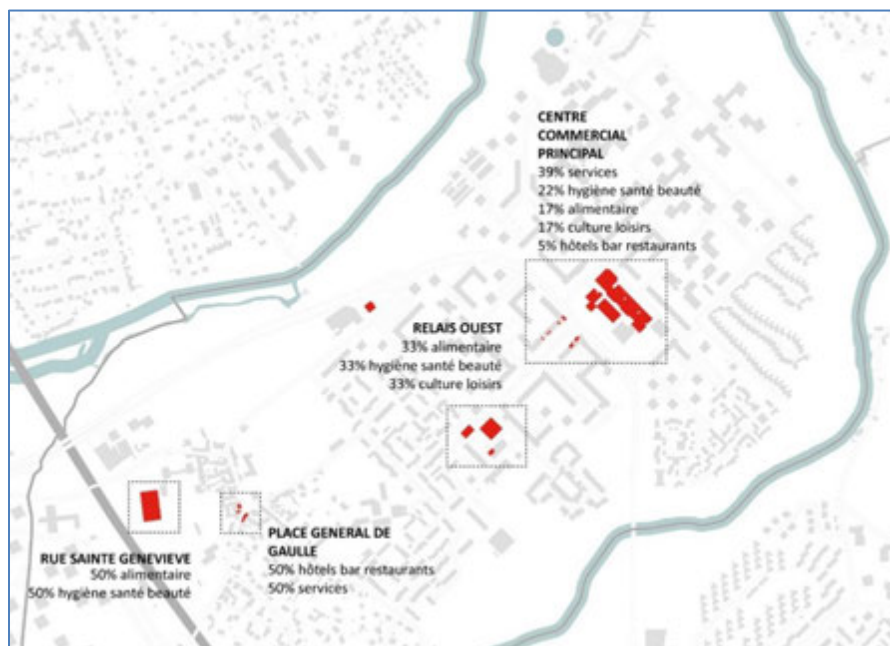 CENTRE
COMMERCIAL
PRINCIPAL
39% services
22% hygiène santé beauté
17% alimentaire
17% culture loisirs
5% hôtels bar restaurants
RELAIS OUEST
33% alimentaire
33% hygiène santé beauté
33% culture loisirs
RUE SAINTE GENEVIEVE
50% alimentaire
50% hygiène santé beauté
PLACE GENERAL DE
GAULLE
50% hôtels bar restaurants
50% services